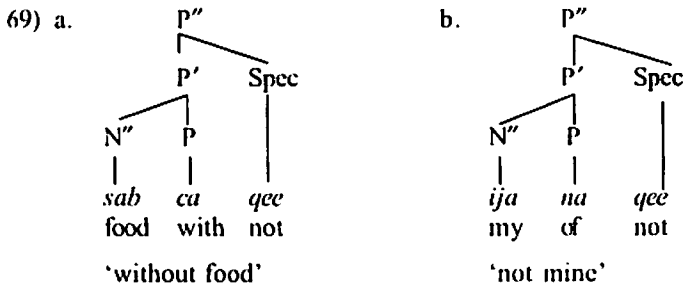 69) a. P″ b. P″
P′ Spec P′ Spec
N″ P N″ P
sab ca qee ija na qee
food with not my of not
‘without food’ ‘not mine’